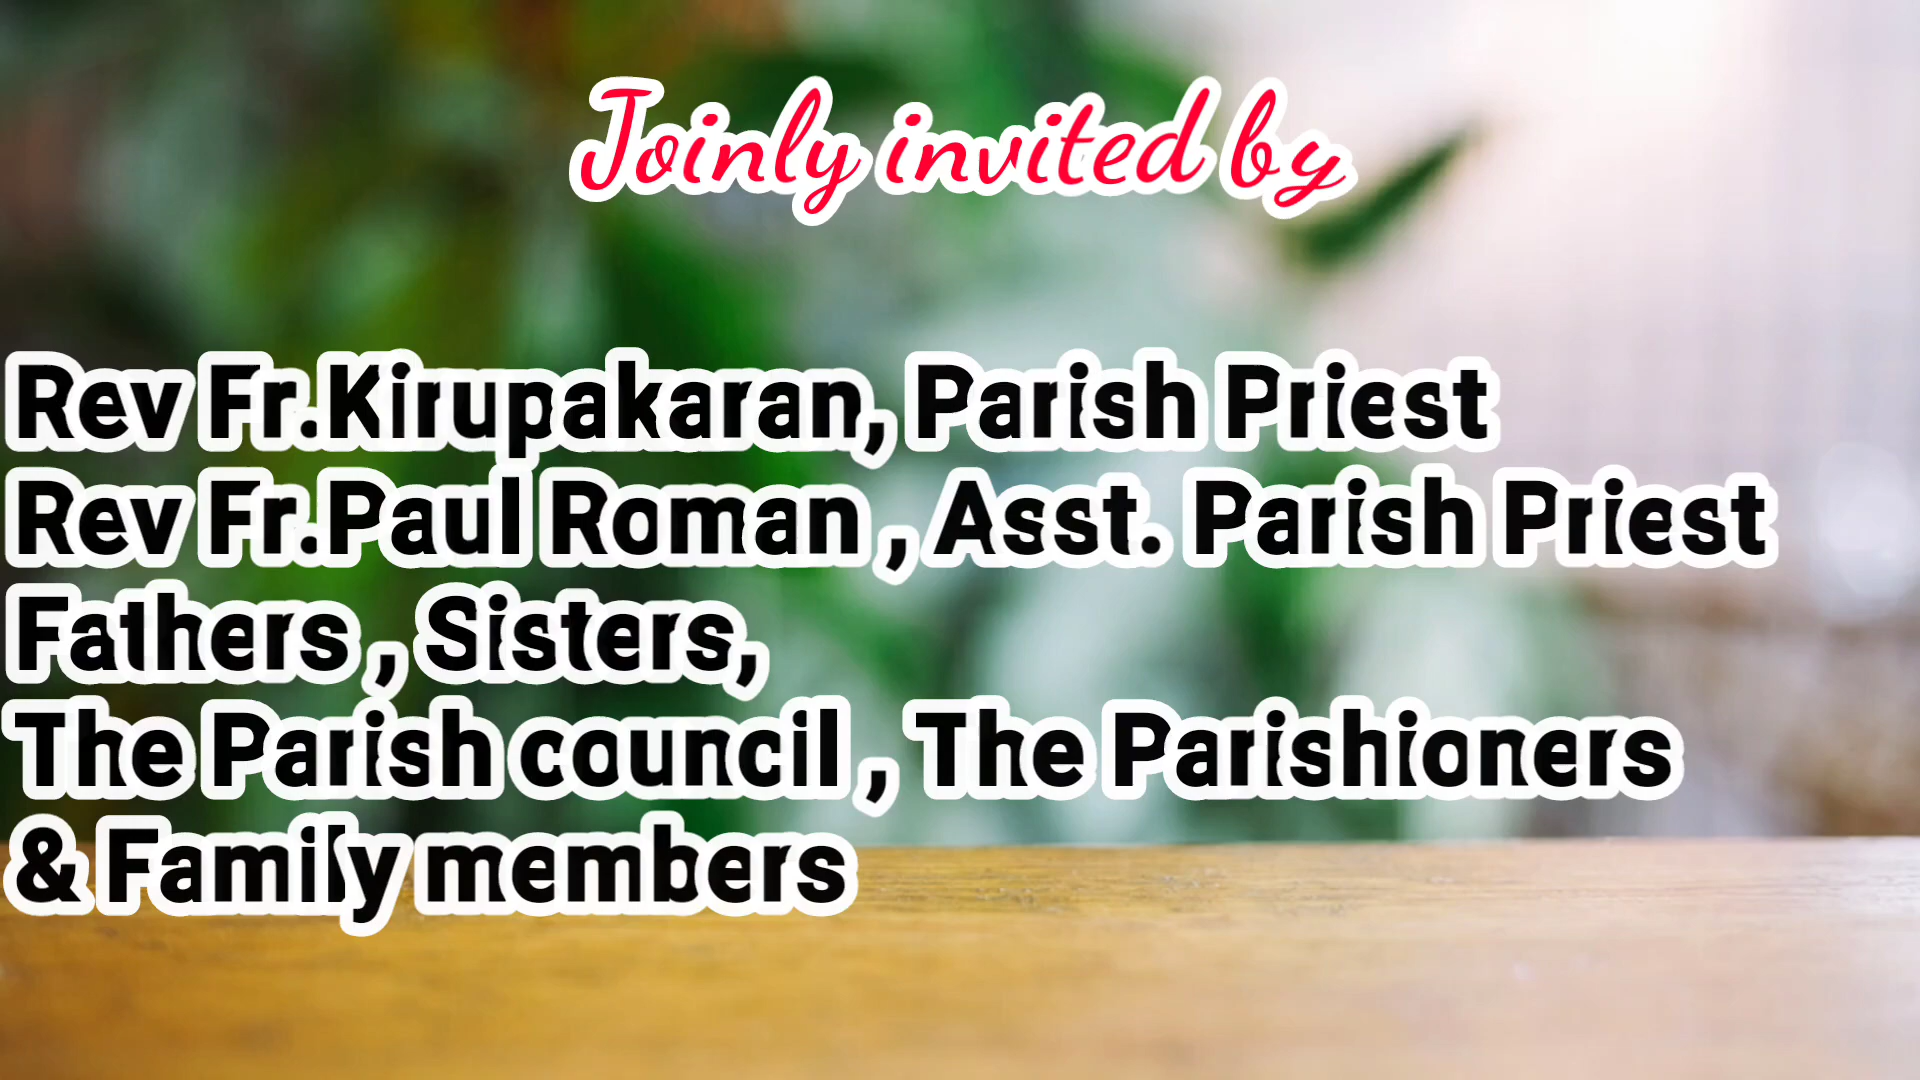 Joinly invited by
Rev Fr.Kirupakaran, Parish Priest
Rev Fr.Paul Roman , Asst. Parish Priest
Fathers , Sisters,
The Parish council , The Parishioners
& Family members